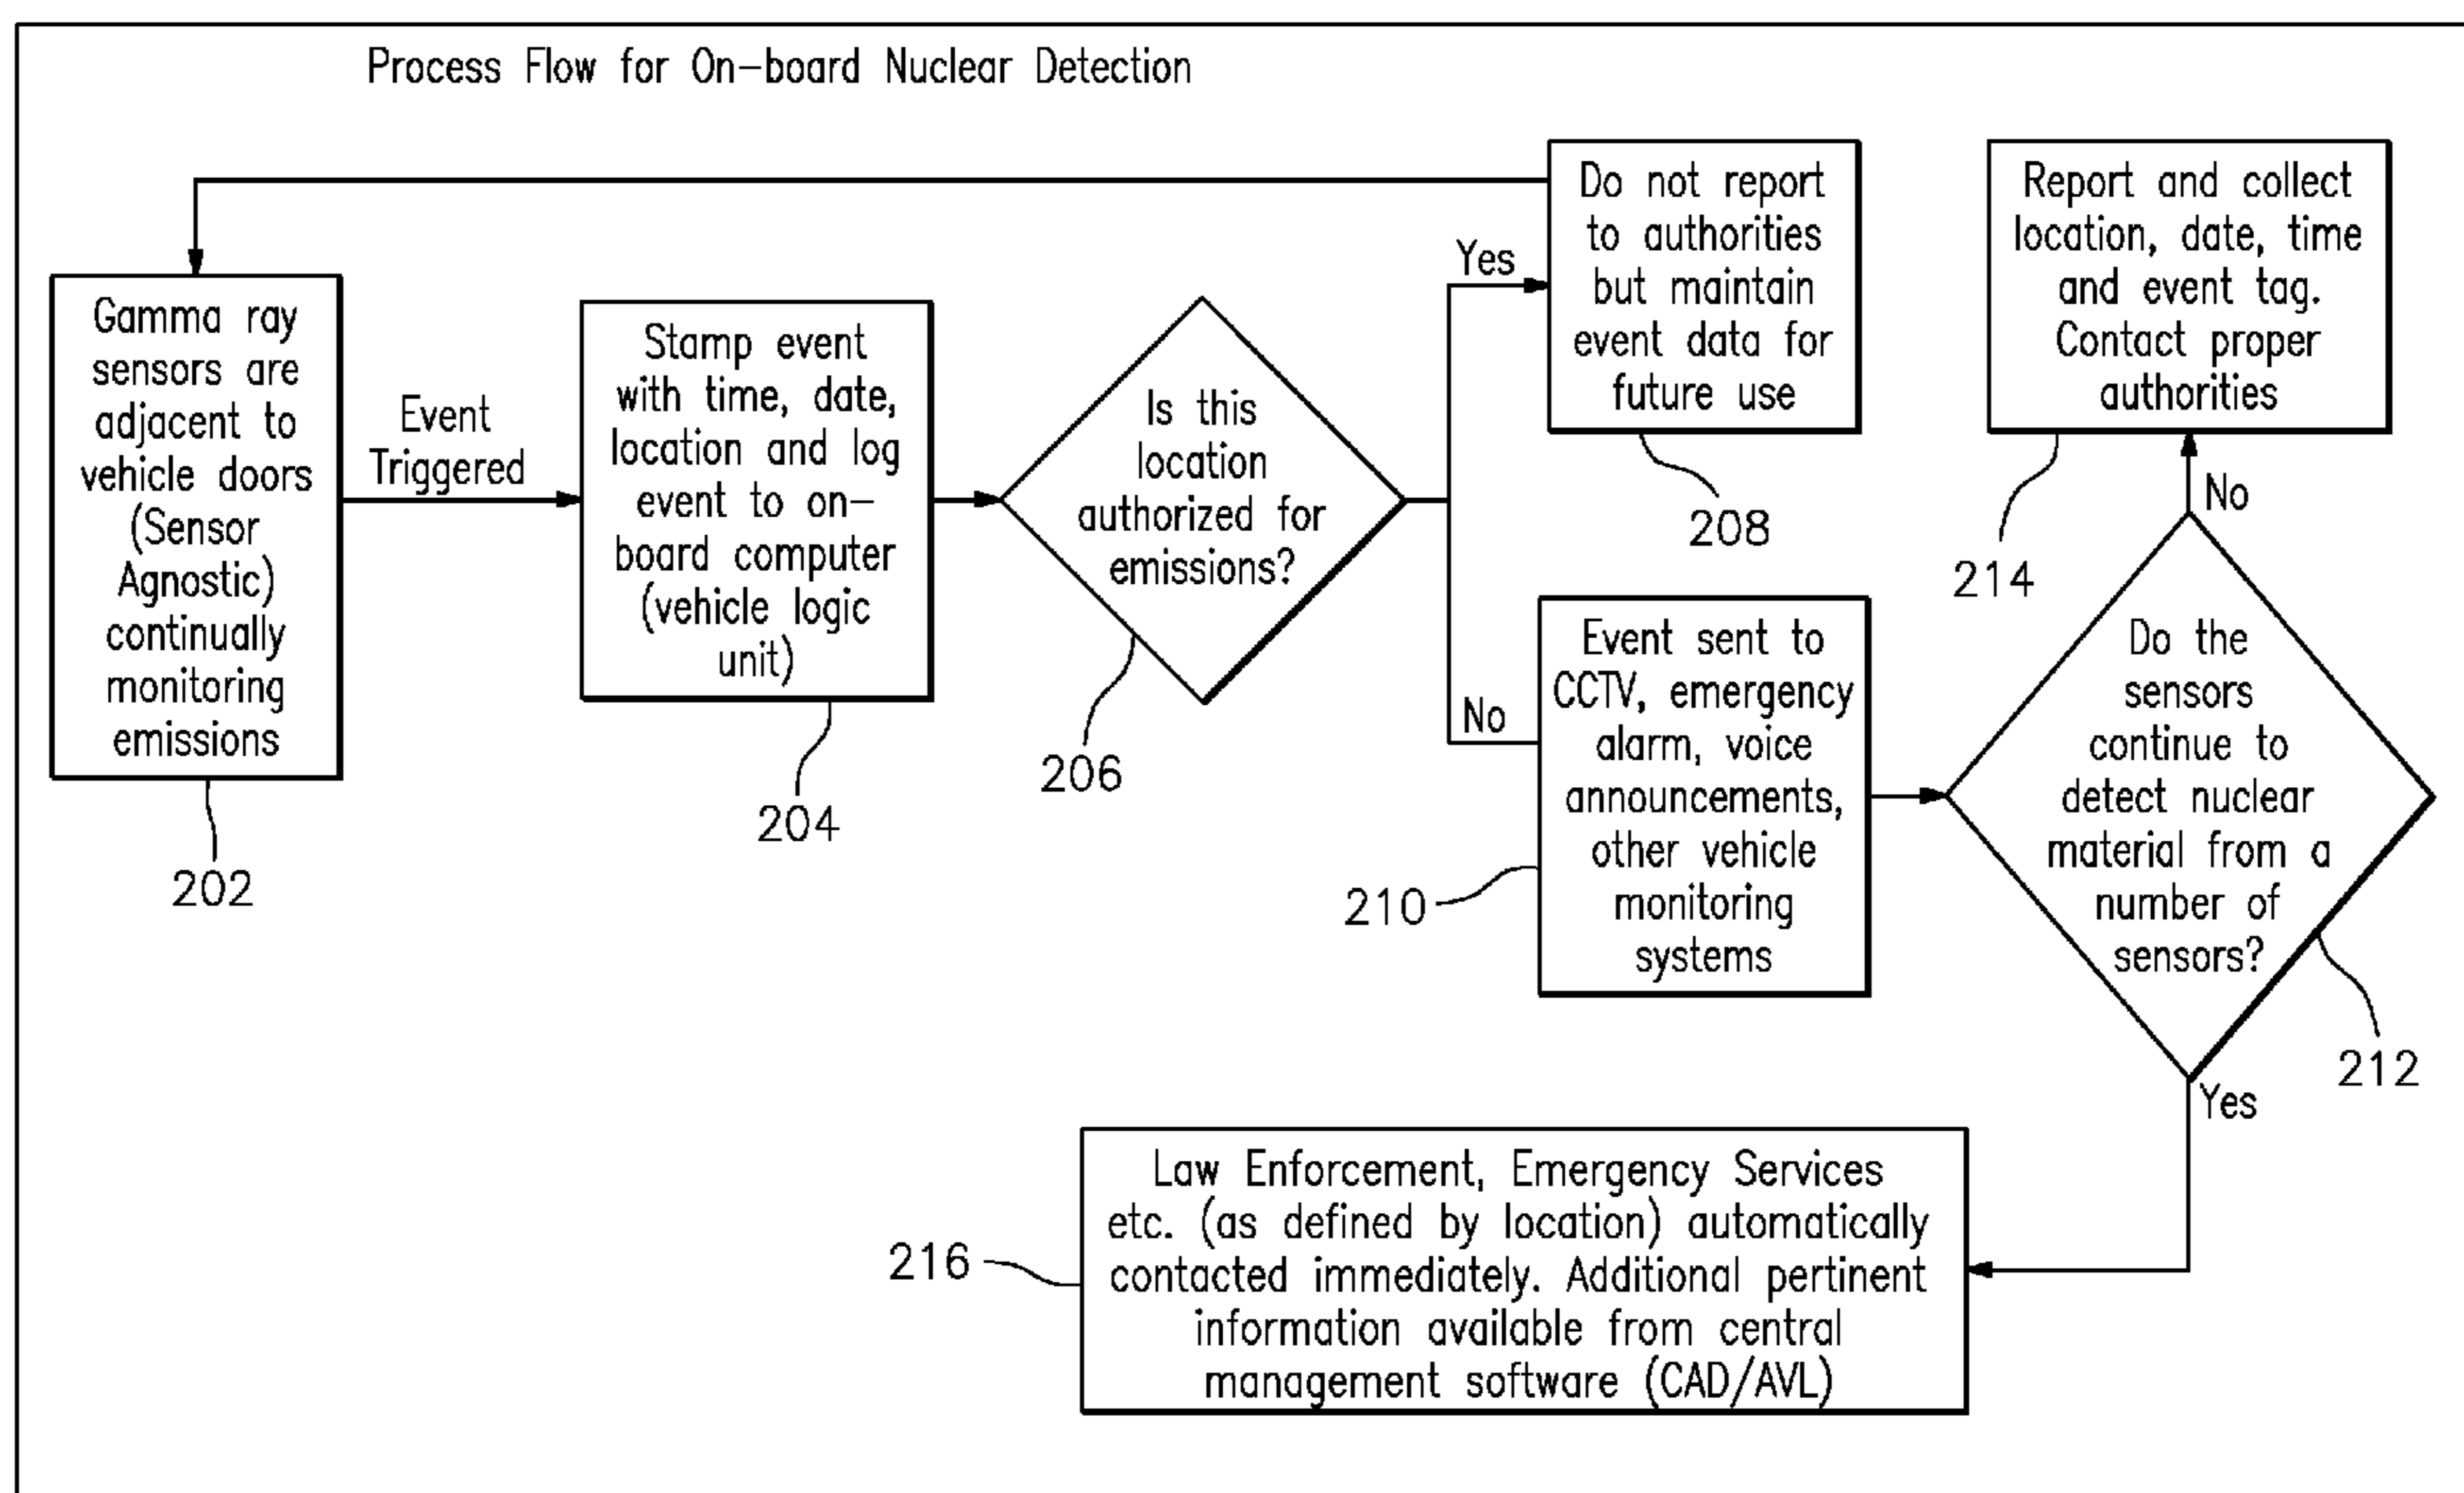 Process Flow for On-board Nuclear Detection
Gamma ray
sensors are
adjacent to
vehicle doors
(Sensor
Agnostic)
continually
monitoring
emissions
202
Event
Triggered
Stamp event
with time, date,
location and log
event to on-
board computer
(vehicle logic
unit)
204
Is this
location
authorized for
emissions?
206
Yes
Do not report
to authorities
but maintain
event data for
future use
208
No
Event sent to
CCTV, emergency
alarm, voice
announcements,
other vehicle
monitoring
systems
210
Do the
sensors
continue to
detect nuclear
material from a
number of
sensors?
212
No
Report and collect
location, date, time
and event tag.
Contact proper
authorities
214
Yes
Law Enforcement, Emergency Services
etc. (as defined by location) automatically
contacted immediately. Additional pertinent
information available from central
management software (CAD/AVL)
216